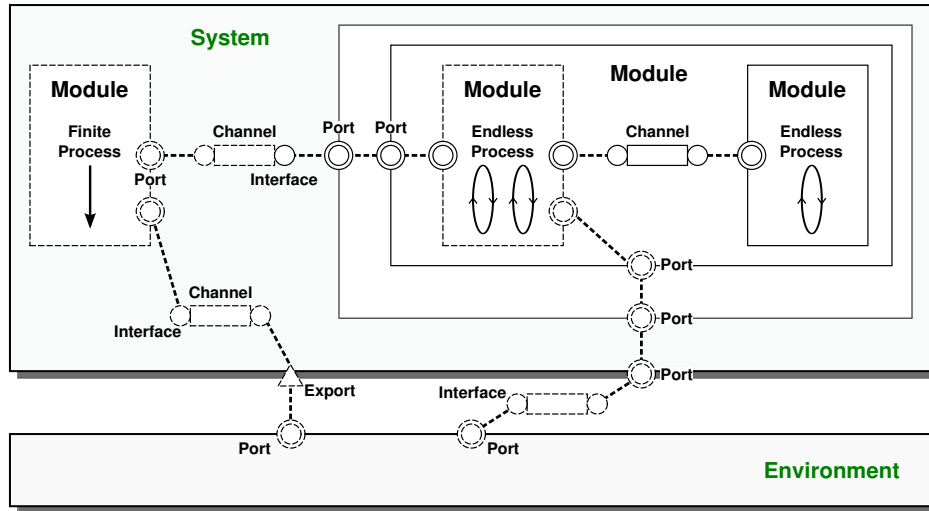 System
Module
Finite
Process
Port
Channel
Interface
Port
Port
Module
Module
Endless
Process
Channel
Module
Endless
Process
Channel
Interface
Export
Port
Port
Port
Port
Interface
Port
Port
Environment